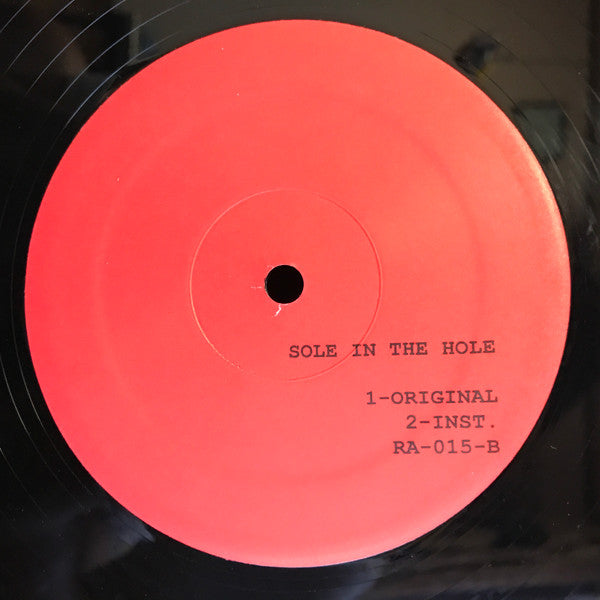 SOLE IN THE HOLE
1-ORIGINAL
2-INST.
RA-015-B